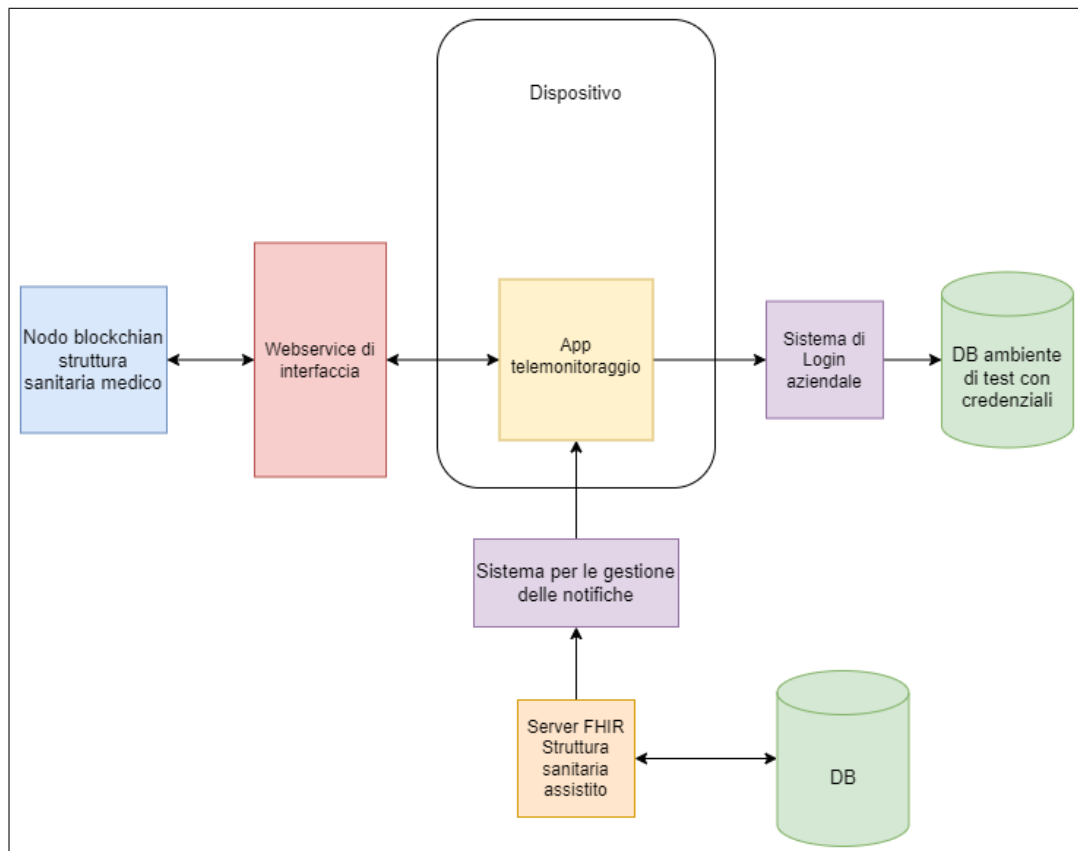 Dispositivo
Nodo blockchian
struttura
sanitaria medico
Webservice di
interfaccia
App
telemonitoraggio
Sistema di
Login
aziendale
DB ambiente
di test con
credenziali
Sistema per le gestione
delle notifiche
Server FHIR
Struttura
sanitaria
assistito
DB